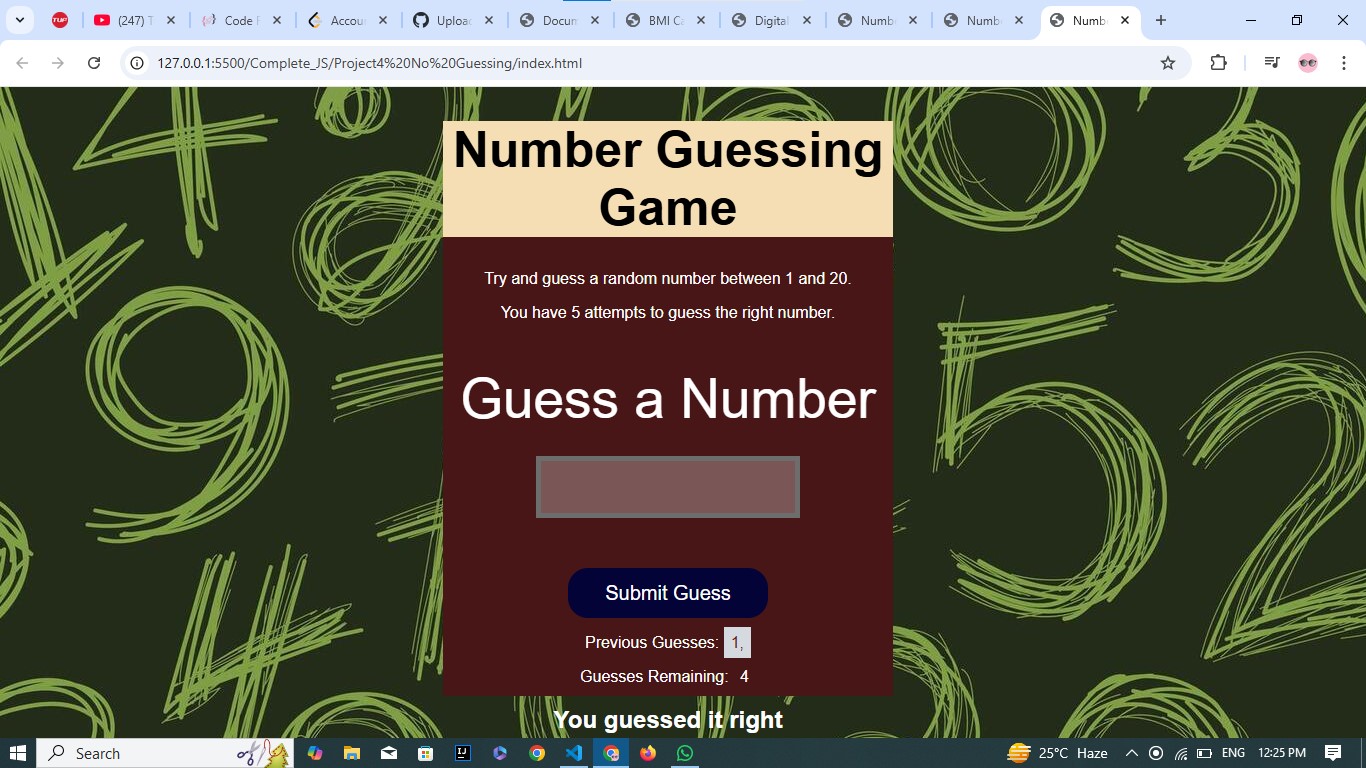 TUF
(247) T
Code F
Accou
Uploa
Docum
BMI Ca
Digital
Numb
Numb
Numb
127.0.0.1:5500/Complete_JS/Project4%20No%20Guessing/index.html
Number Guessing
Game
Try and guess a random number between 1 and 20.
You have 5 attempts to guess the right number.
Guess a Number
Submit Guess
Previous Guesses: 1,
Guesses Remaining: 4
You guessed it right
Search
25°C Haze
ENG
12:25 PM